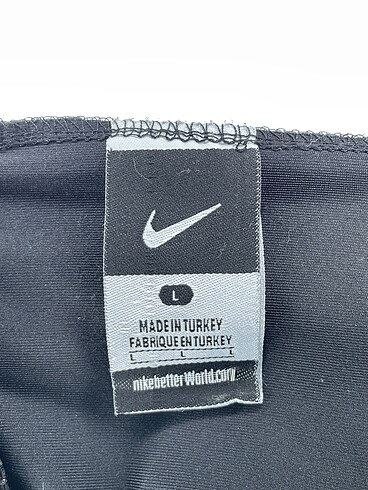 L
MADE IN TURKEY
FABRIQUE EN TURKEY
L L L
nikebetterWorld.com